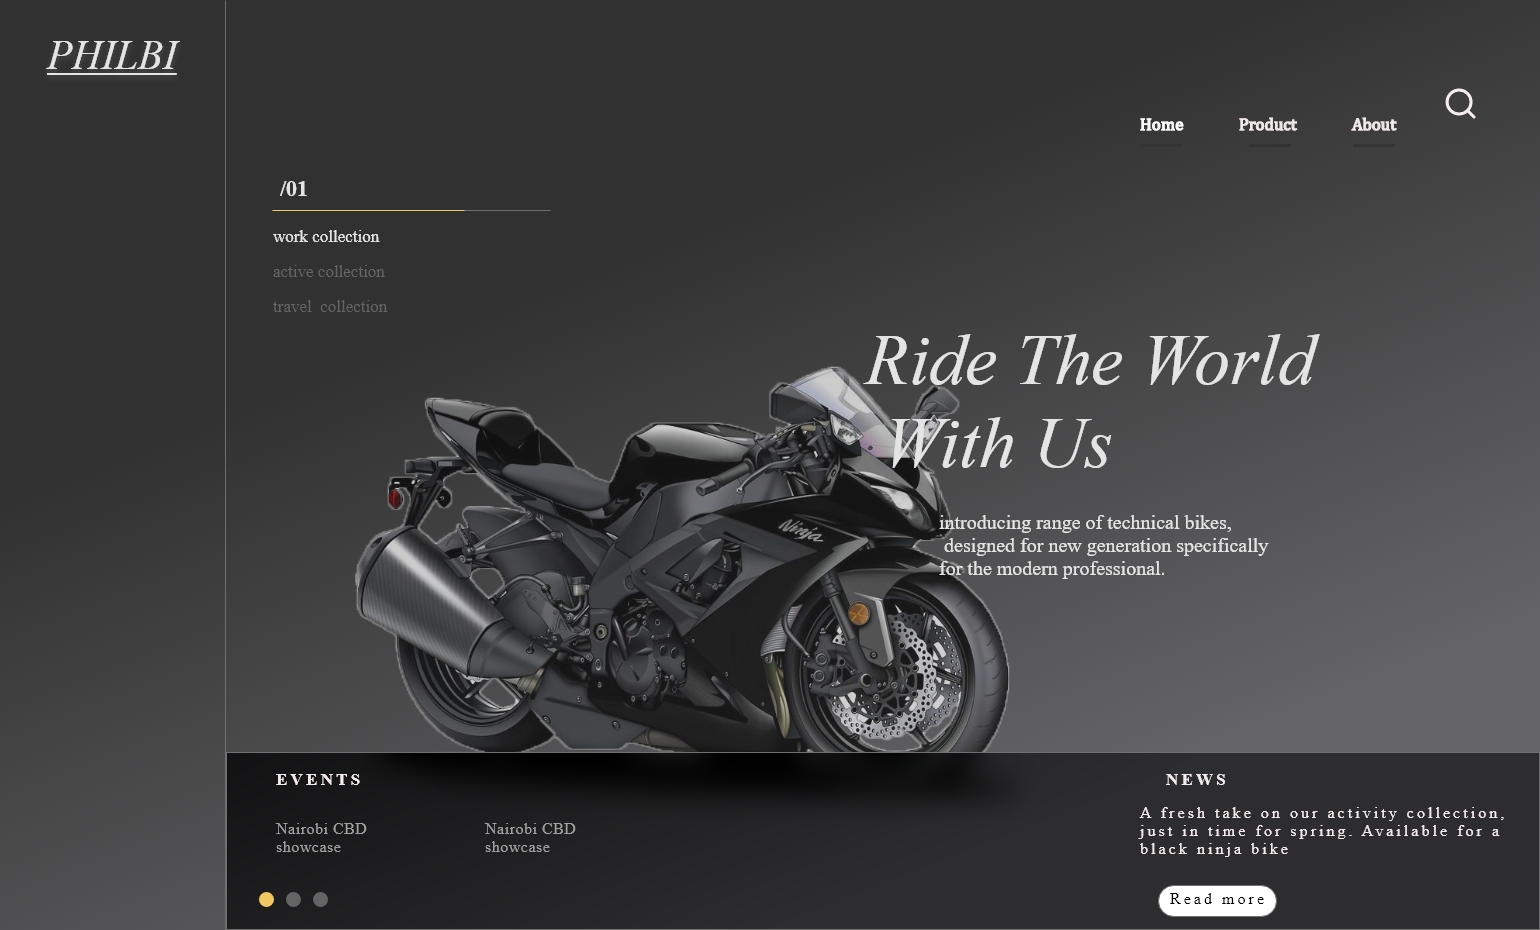 PHILBI
Home Product About
/01
work collection
active collection
travel collection
Ride The World
With Us
Ninja
introducing range of technical bikes,
designed for new generation specifically
for the modern professional.
EVENTS
Nairobi CBD
showcase
Nairobi CBD
showcase
NEWS
A fresh take on our activity collection,
just in time for spring. Available for a
black ninja bike
Read more